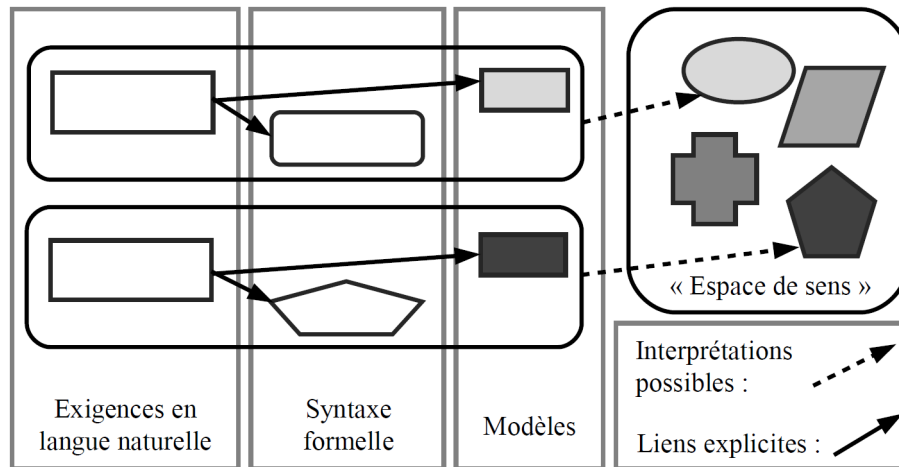 « Espace de sens »
Exigences en
langue naturelle
Syntaxe
formelle
Modèles
Interprétations
possibles :
Liens explicites :